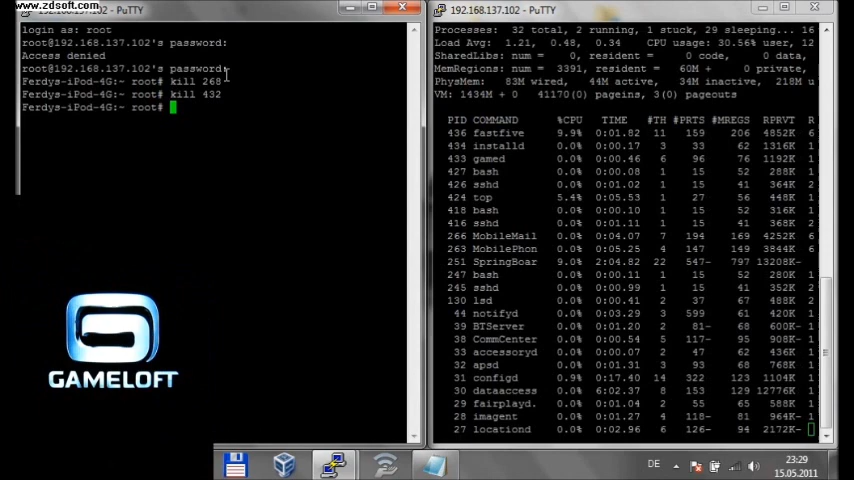 www.zdsoft.com
192.168.137.102 - PuTTY
login as: root
root@192.168.137.102's password:
Access denied
root@192.168.137.102's password:
Ferdys-iPod-4G:~ root# kill 268
Ferdys-iPod-4G:~ root# kill 432
Ferdys-iPod-4G:~ root#
GAMELOFT
192.168.137.102 - PuTTY
Processes: 32 total, 2 running, 1 stuck, 29 sleeping... 16
Load Avg: 1.21, 0.48, 0.34 CPU usage: 30.56% user, 12
SharedLibs: num = 0, resident = 0 code, 0 data,
MemRegions: num = 3391, resident = 60M + 0 private,
PhysMem: 83M wired, 44M active, 34M inactive, 218M u
VM: 1434M + 0 41170(0) pageins, 3(0) pageouts
PID COMMAND %CPU TIME #TH #PRTS #MREGS RPRVT R
436 fastfive 9.9% 0:01.82 11 159 206 4852K 6
434 installd 0.0% 0:00.17 3 33 62 1316K 1
433 gamed 0.0% 0:00.46 6 96 76 1192K 1
427 bash 0.0% 0:00.08 1 15 52 288K 1
426 sshd 0.0% 0:01.02 1 15 41 364K 2
424 top 5.4% 0:05.53 1 27 56 448K 1
418 bash 0.0% 0:00.10 1 15 52 316K 1
416 sshd 0.0% 0:04.13 1 15 41 368K 2
266 MobileMail 0.0% 0:04.07 7 194 169 4252K 6
263 MobilePhon 0.0% 0:05.25 4 147 149 3844K 6
251 SpringBoar 0.0% 2:04.82 22 547- 797 13208K-
247 bash 0.0% 0:00.11 1 15 52 280K 1
245 sshd 0.0% 0:00.99 1 15 41 352K 2
130 lsd 0.0% 0:00.41 2 37 67 488K 2
44 notifyd 0.0% 0:03.29 3 599 61 420K 1
39 BTServer 0.0% 0:01.20 2 81- 68 600K- 1
38 CommCenter 0.0% 0:00.54 5 117- 95 908K- 1
33 accessoryd 0.0% 0:00.07 2 47 62 436K 1
32 apsd 0.0% 0:01.31 3 93 68 768K 1
31 configd 0.9% 0:17.40 14 322 123 1104K 1
30 dataaccess 0.0% 6:02.37 8 153 129 12776K 1
29 fairplayd. 0.0% 0:01.04 2 55 65 588K 1
28 imagent 0.0% 0:01.27 4 118- 81 964K- 1
27 locationd 0.0% 0:02.96 6 126- 94 2172K-
DE
23:29
15.05.2011